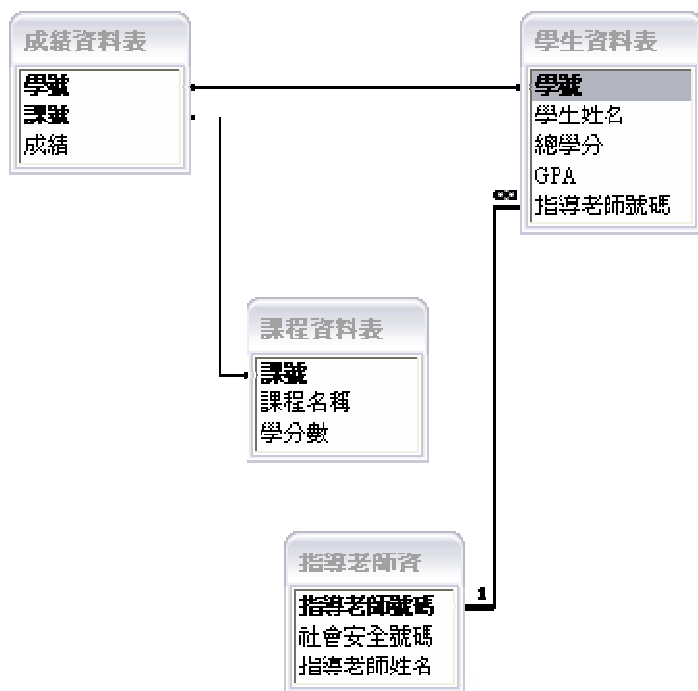 成績資料表
學號
課號
成績
學生資料表
學號
學生姓名
總學分
GPA
指導老師號碼
∞
課程資料表
課號
課程名稱
學分數
指導老師資
1
指導老師號碼
社會安全號碼
指導老師姓名